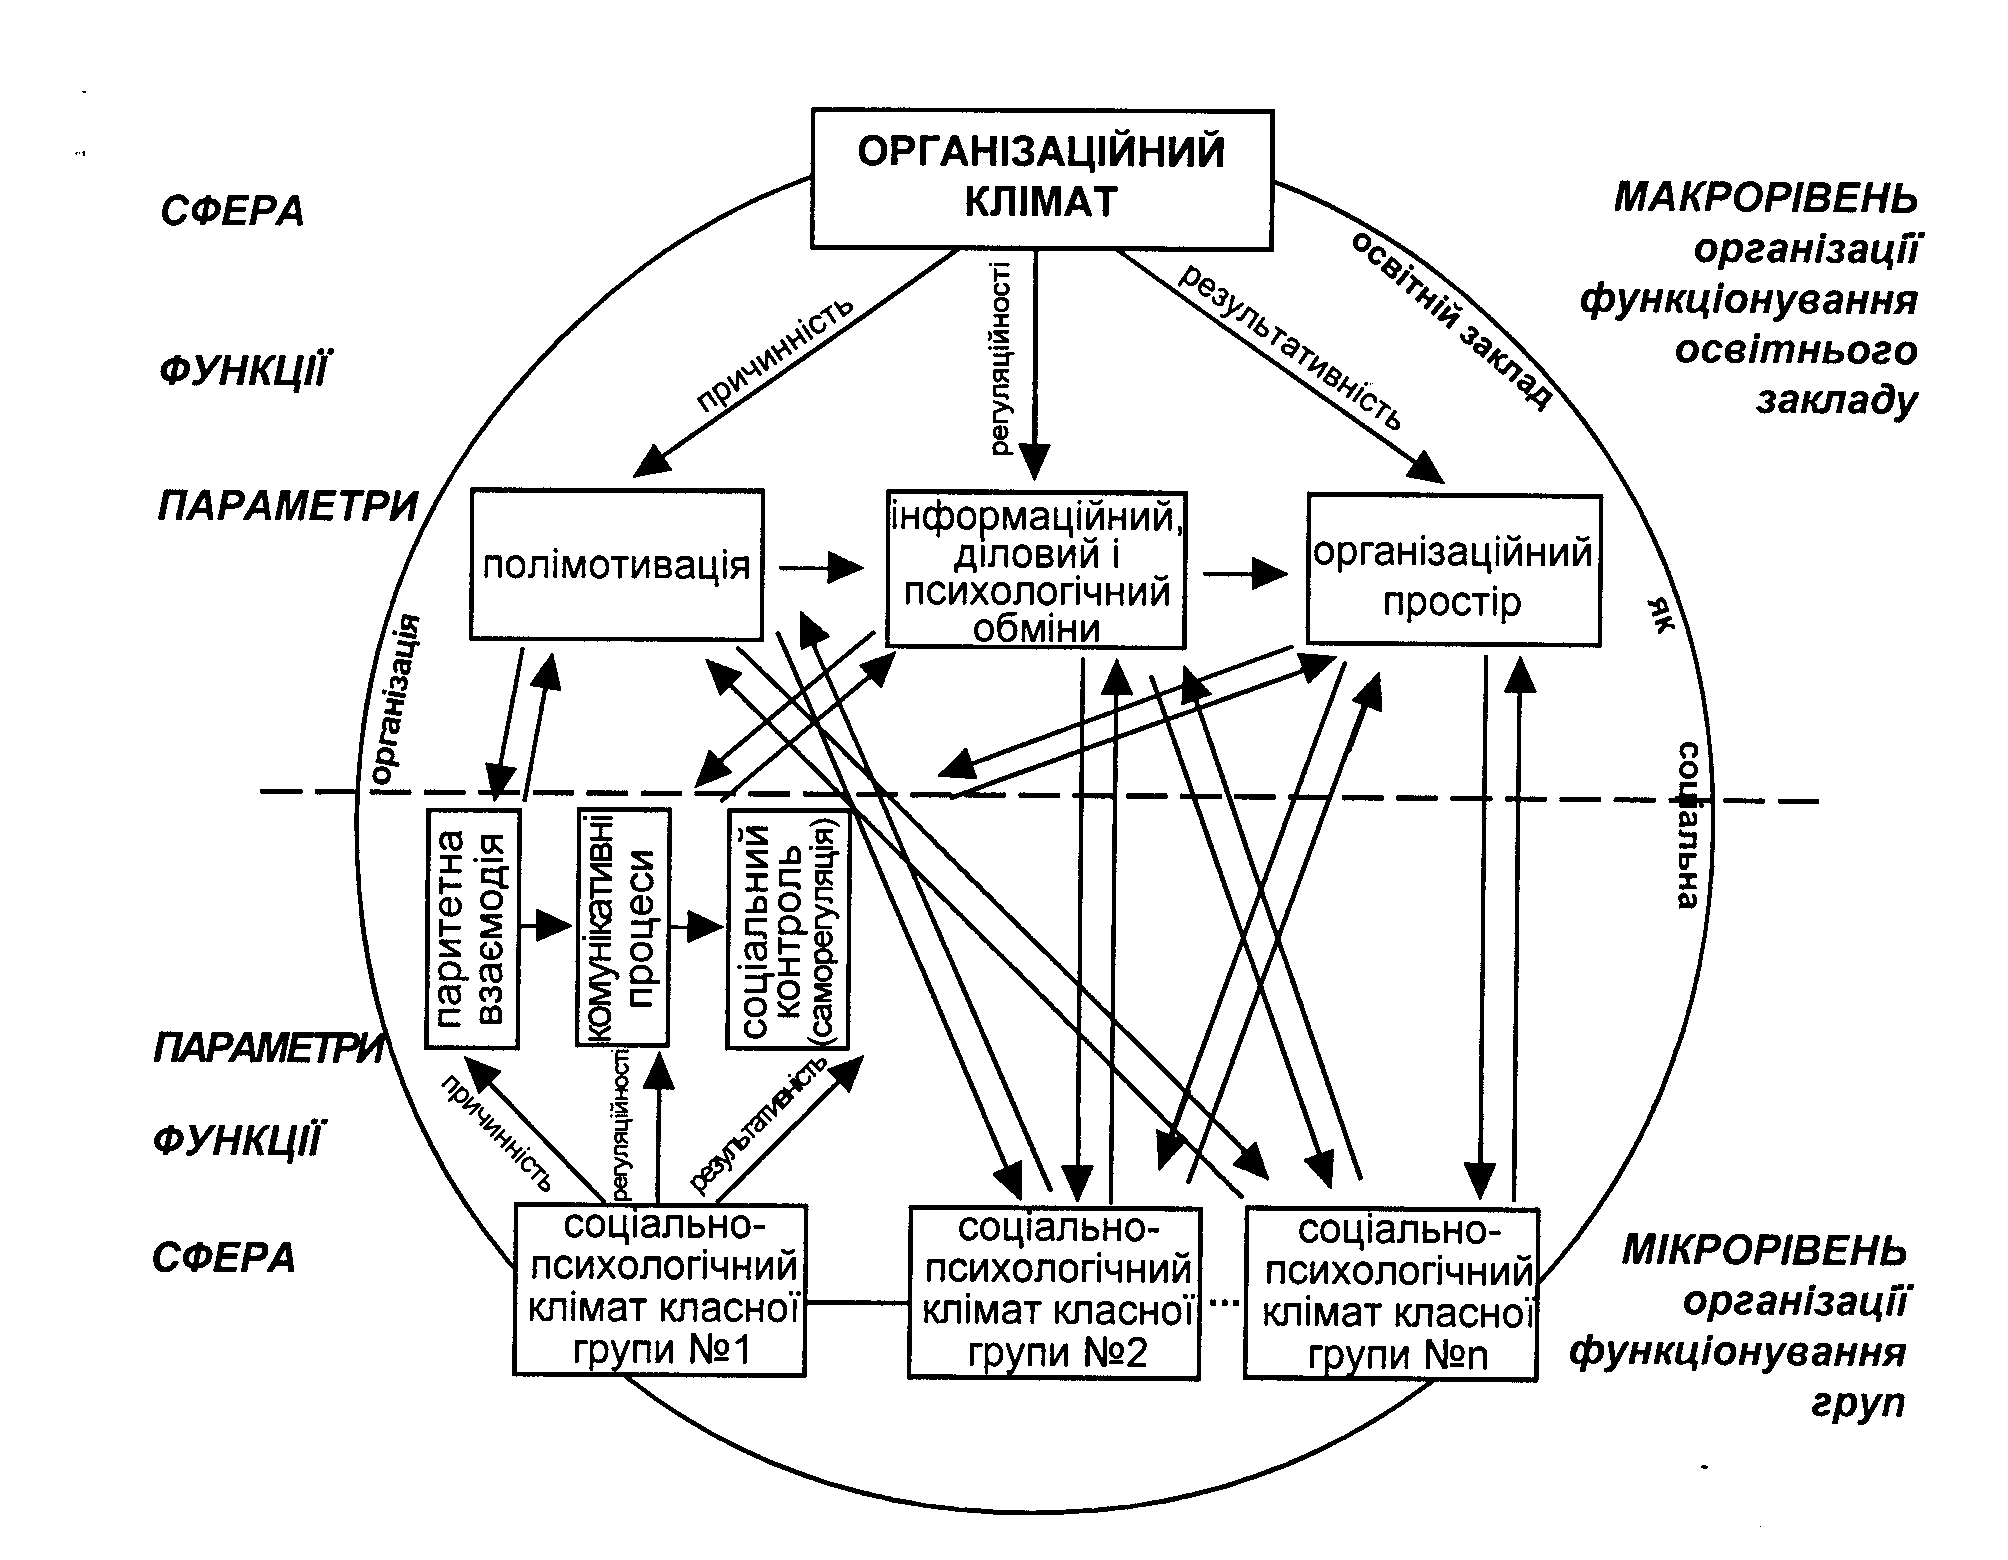 ОРГАНІЗАЦІЙНИЙ
КЛІМАТ
СФЕРА
МАКРОРІВЕНЬ
організації
функціонування
освітнього
закладу
ФУНКЦІЇ
причинність
регуляційності
результативність
освітній заклад
як
соціальна
організація
ПАРАМЕТРИ
полімотивація
інформаційний,
діловий і
психологічний
обміни
організаційний
простір
паритетна
взаємодія
комунікативні
процеси
соціальний
контроль
(саморегуляція)
ПАРАМЕТРИ
ФУНКЦІЇ
причинність
регуляційності
результативність
СФЕРА
соціально-
психологічний
клімат класної
групи №1
соціально-
психологічний
клімат класної
групи №2
...
соціально-
психологічний
клімат класної
групи №n
МІКРОРІВЕНЬ
організації
функціонування
груп